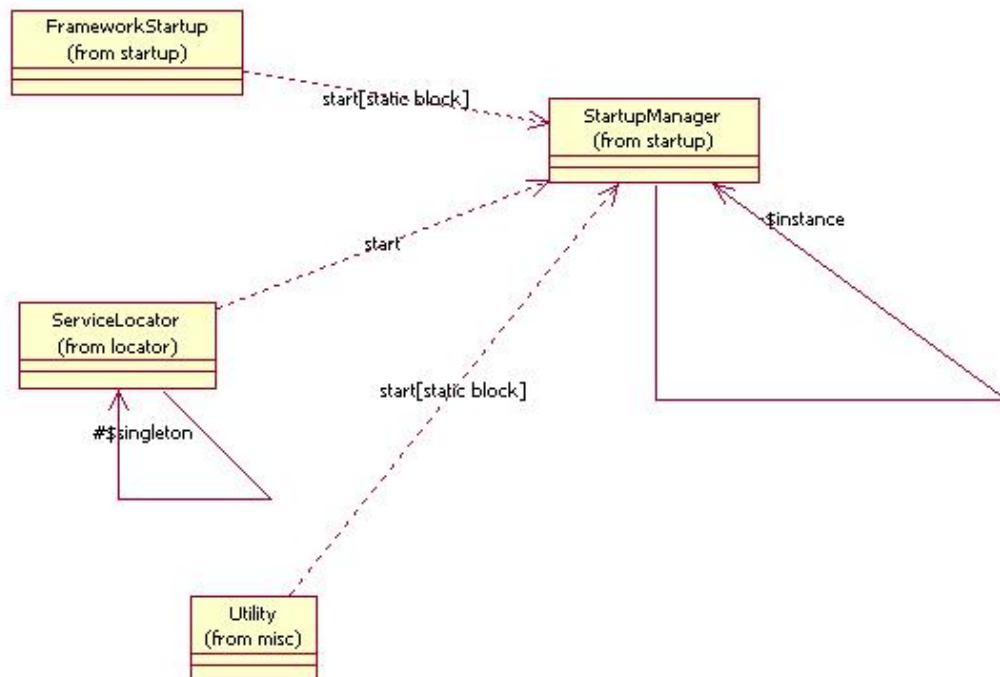 FrameworkStartup
(from startup)
start[static block]
StartupManager
(from startup)
-$instance
start
ServiceLocator
(from locator)
#$singleton
start[static block]
Utility
(from misc)